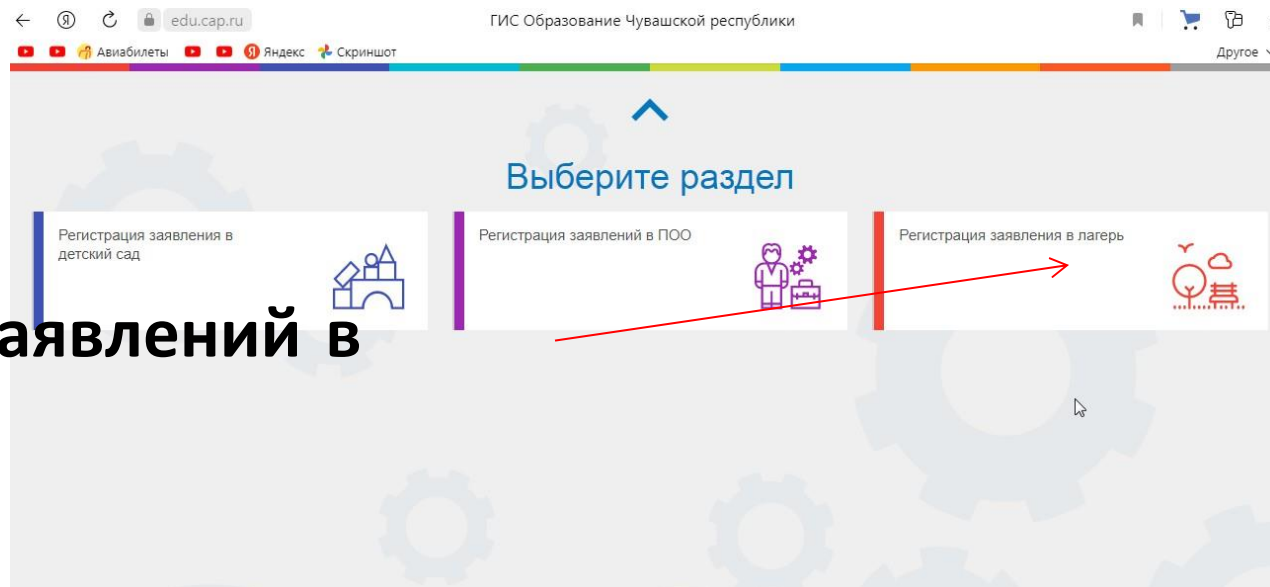 edu.cap.ru
ГИС Образование Чувашской республики
Авиабилеты
Яндекс
Скриншот
Другое
Выберите раздел
Регистрация заявления в
детский сад
Регистрация заявлений в ПОО
Регистрация заявления в лагерь
аявлений в